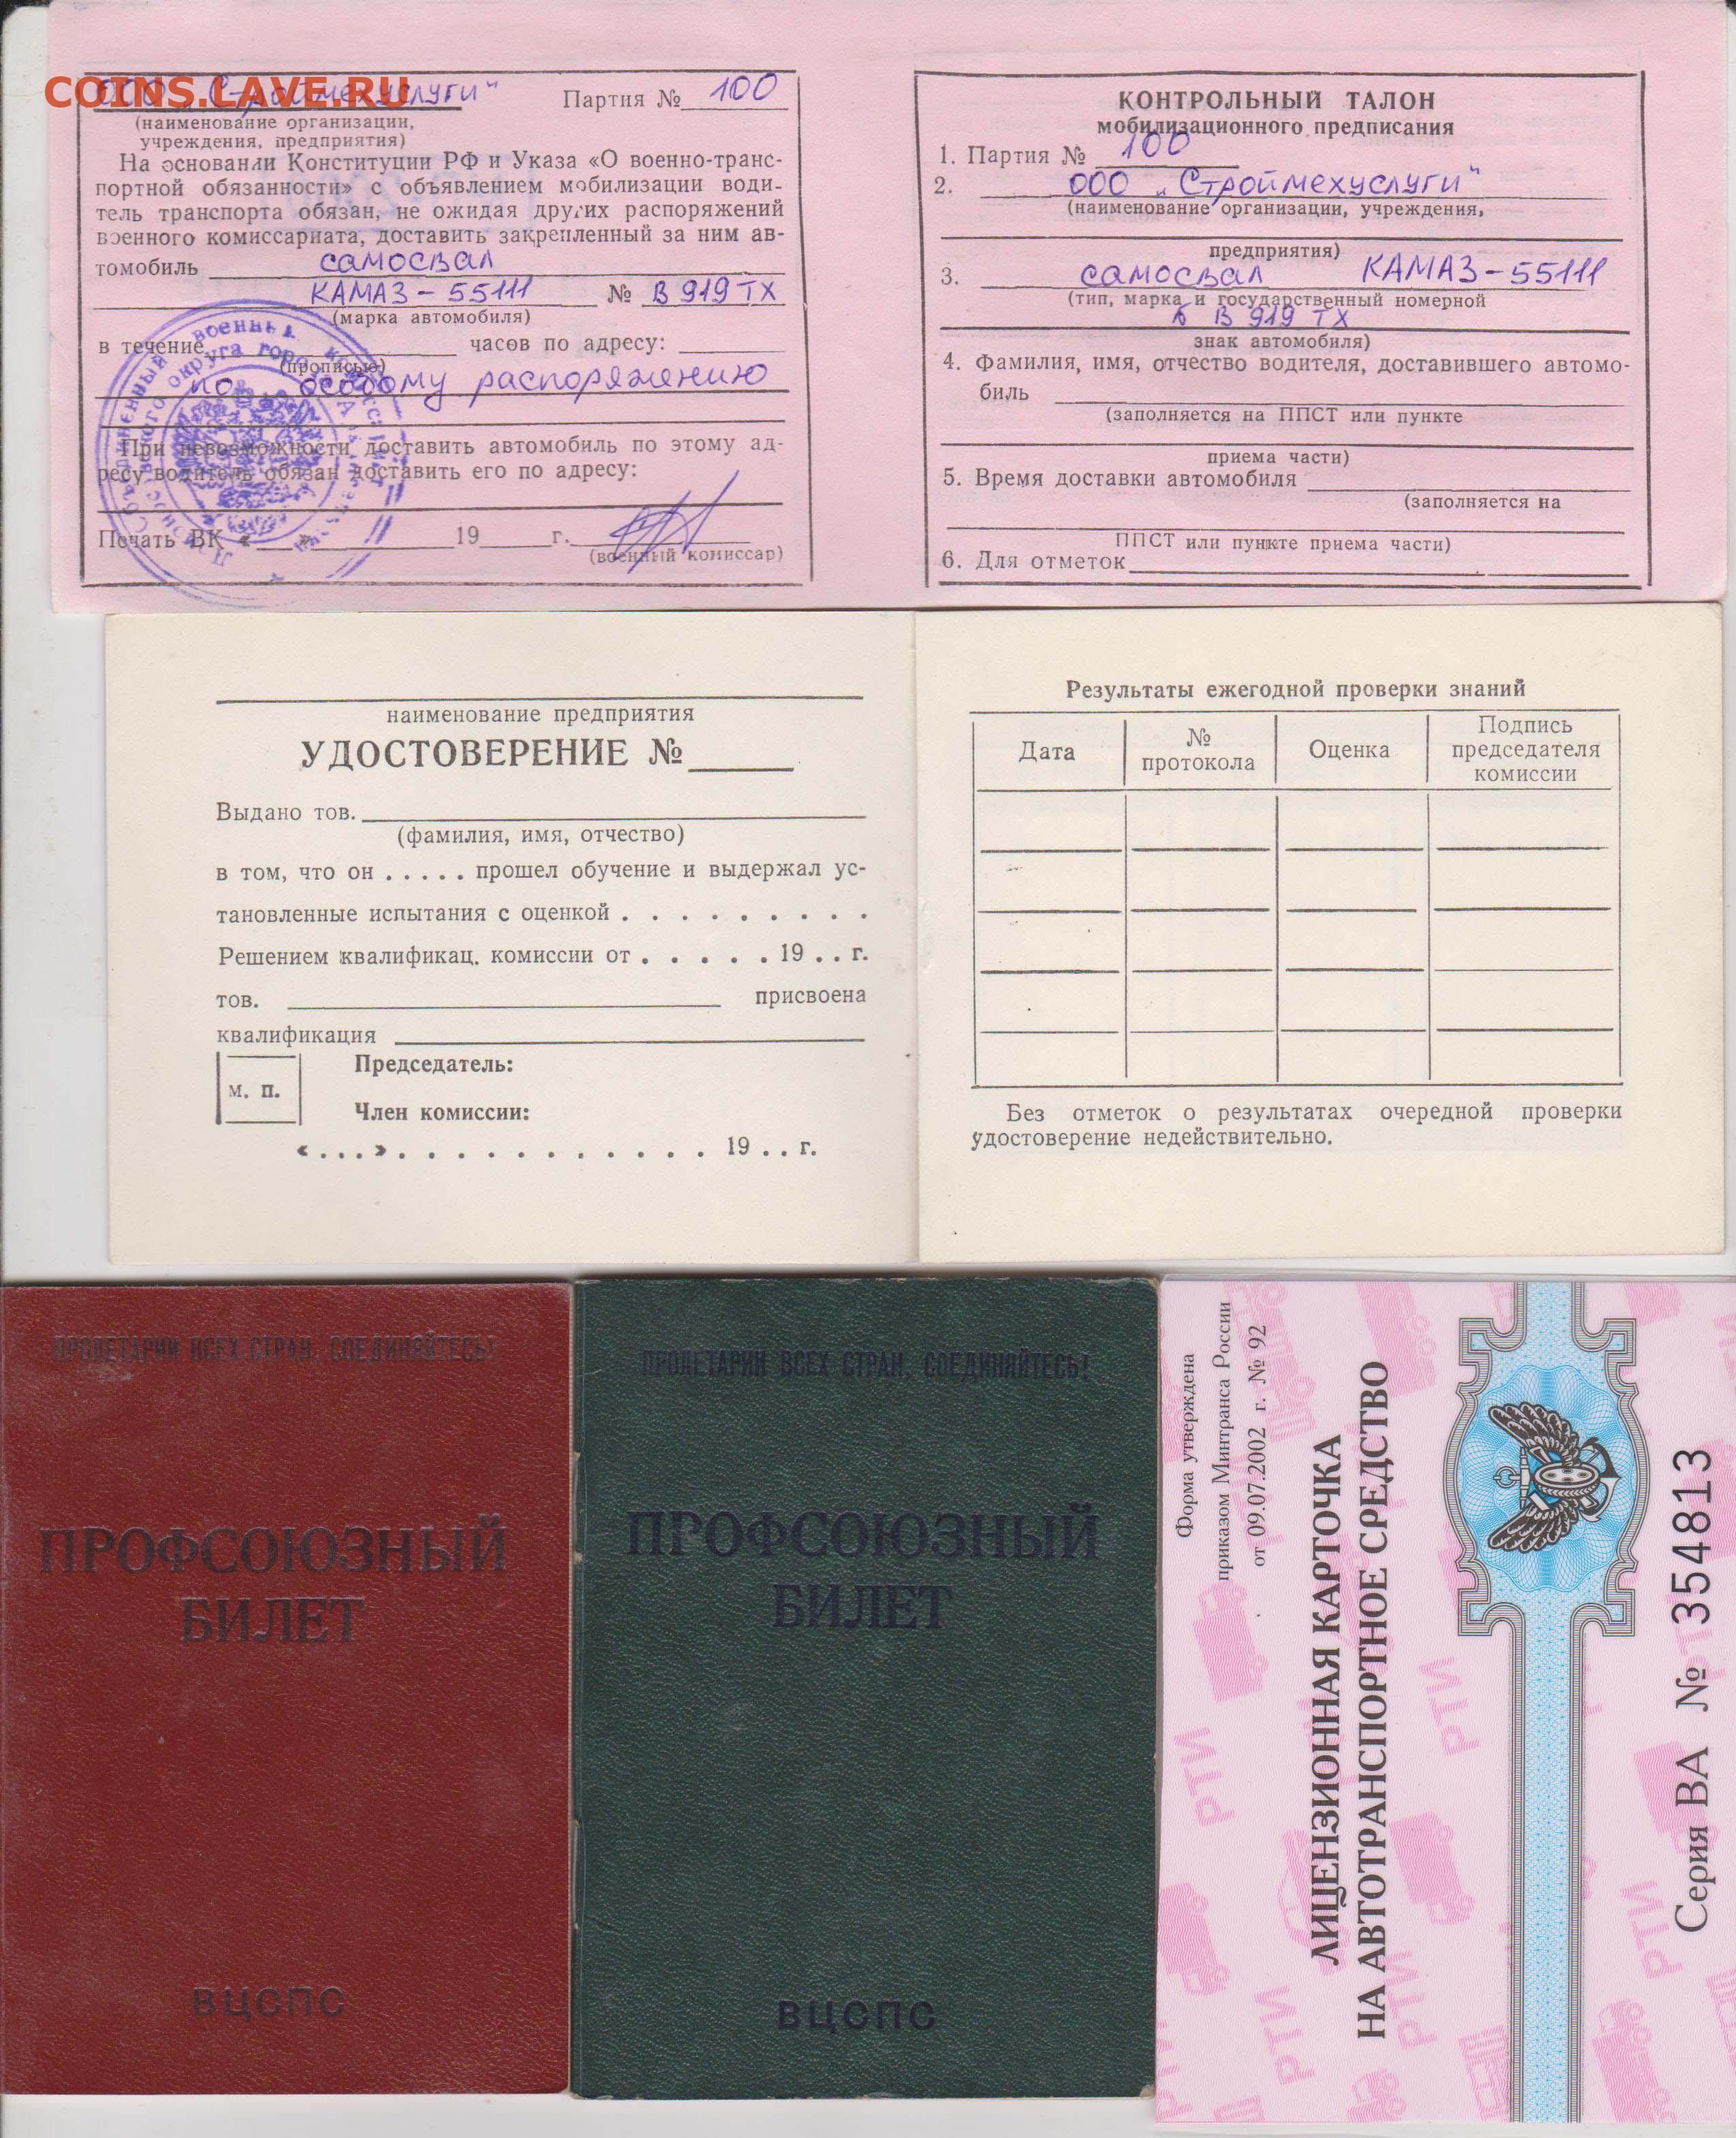 COINS.LAVE.RU
ООО „Строймехуслуги“ Партия № 100
(наименование организации,
учреждения, предприятия)
На основании Конституции РФ и Указа «О военно-транс-
портной обязанности» с объявлением мобилизации води-
тель транспорта обязан, не ожидая других распоряжений
военного комиссариата, доставить закрепленный за ним ав-
томобиль самосвал
КАМАЗ-55111 № В 919 ТХ
(марка автомобиля)
в течение часов по адресу:
(прописью)
по особому распоряжению
При невозможности доставить автомобиль по этому ад-
ресу водитель обязан доставить его по адресу:
Печать ВК « » 19 г.
(военный комиссар)
КОНТРОЛЬНЫЙ ТАЛОН
мобилизационного предписания
1. Партия № 100
2. ООО „Строймехуслуги“
(наименование организации, учреждения,
предприятия)
3. самосвал КАМАЗ-55111
(тип, марка и государственный номерной
В 919 ТХ
знак автомобиля)
4. Фамилия, имя, отчество водителя, доставившего автомо-
биль
(заполняется на ППСТ или пункте
приема части)
5. Время доставки автомобиля
(заполняется на
ППСТ или пункте приема части)
6. Для отметок
наименование предприятия
УДОСТОВЕРЕНИЕ №
Выдано тов.
(фамилия, имя, отчество)
в том, что он . . . . . прошел обучение и выдержал ус-
тановленные испытания с оценкой . . . . . . . . .
Решением квалификац. комиссии от . . . . . 19 . . г.
тов. присвоена
квалификация
Председатель:
м. п.
Член комиссии:
« . . . » . . . . . . . . . . . . 19 . . г.
Результаты ежегодной проверки знаний
Дата № протокола Оценка Подпись председателя комиссии
Без отметок о результатах очередной проверки
удостоверение недействительно.
ПРОЛЕТАРИИ ВСЕХ СТРАН, СОЕДИНЯЙТЕСЬ!
ПРОФСОЮЗНЫЙ
БИЛЕТ
ВЦСПС
ПРОЛЕТАРИИ ВСЕХ СТРАН, СОЕДИНЯЙТЕСЬ!
ПРОФСОЮЗНЫЙ
БИЛЕТ
ВЦСПС
Форма утверждена
приказом Минтранса России
от 09.07.2002 г. № 92
ЛИЦЕНЗИОННАЯ КАРТОЧКА
НА АВТОТРАНСПОРТНОЕ СРЕДСТВО
Серия ВА № 354813
РТИ
РТИ
РТИ
РТИ
РТИ